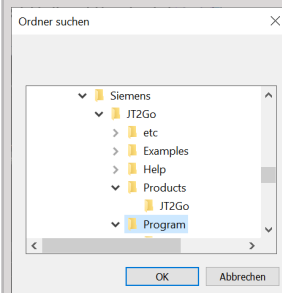 Ordner suchen
Siemens
JT2Go
etc
Examples
Help
Products
JT2Go
Program
OK Abbrechen